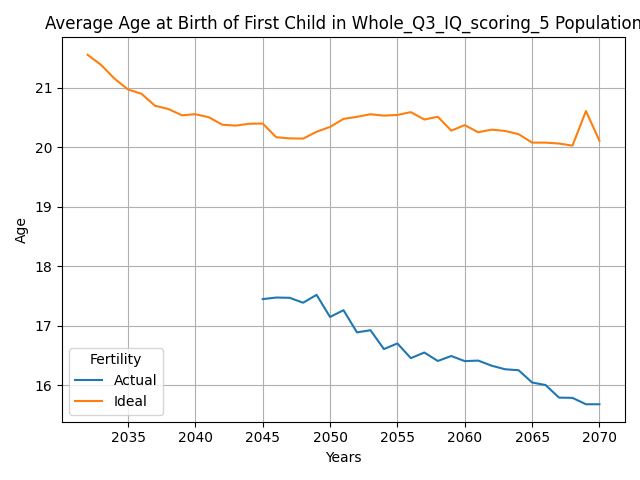 Average Age at Birth of First Child in Whole_Q3_IQ_scoring_5 Population
Age
21
20
19
18
17
16
Fertility
Actual
Ideal
2035 2040 2045 2050 2055 2060 2065 2070
Years